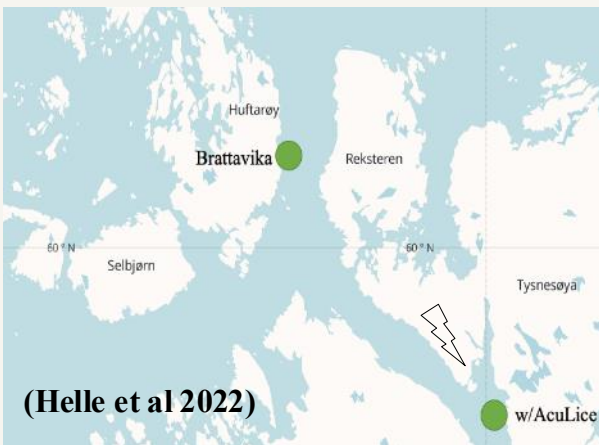 Huftarøy
Brattavika
Reksteren
60 ° N
60 ° N
Selbjørn
Tysnesøya
(Helle et al 2022)
w/AcuLice